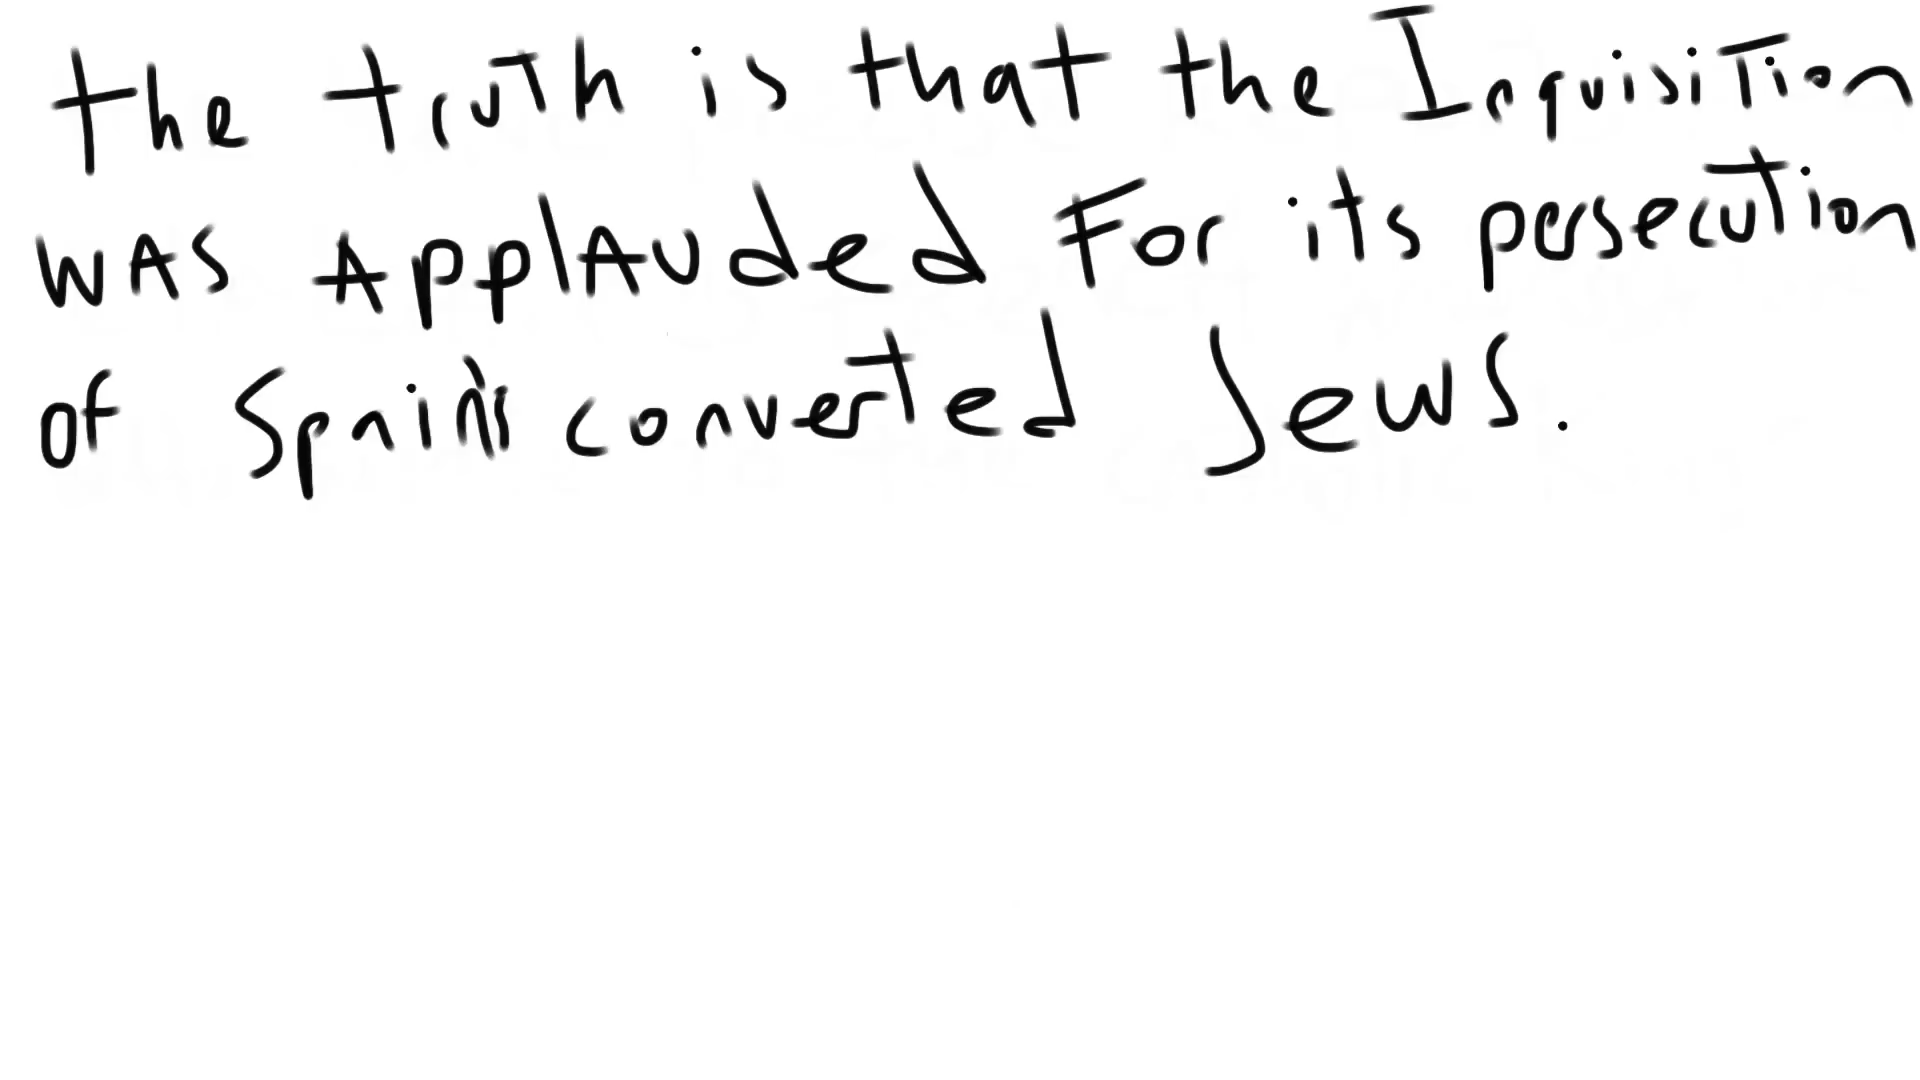 the truth is that the Inquisition
was applauded for its persecution
of Spain's converted Jews.